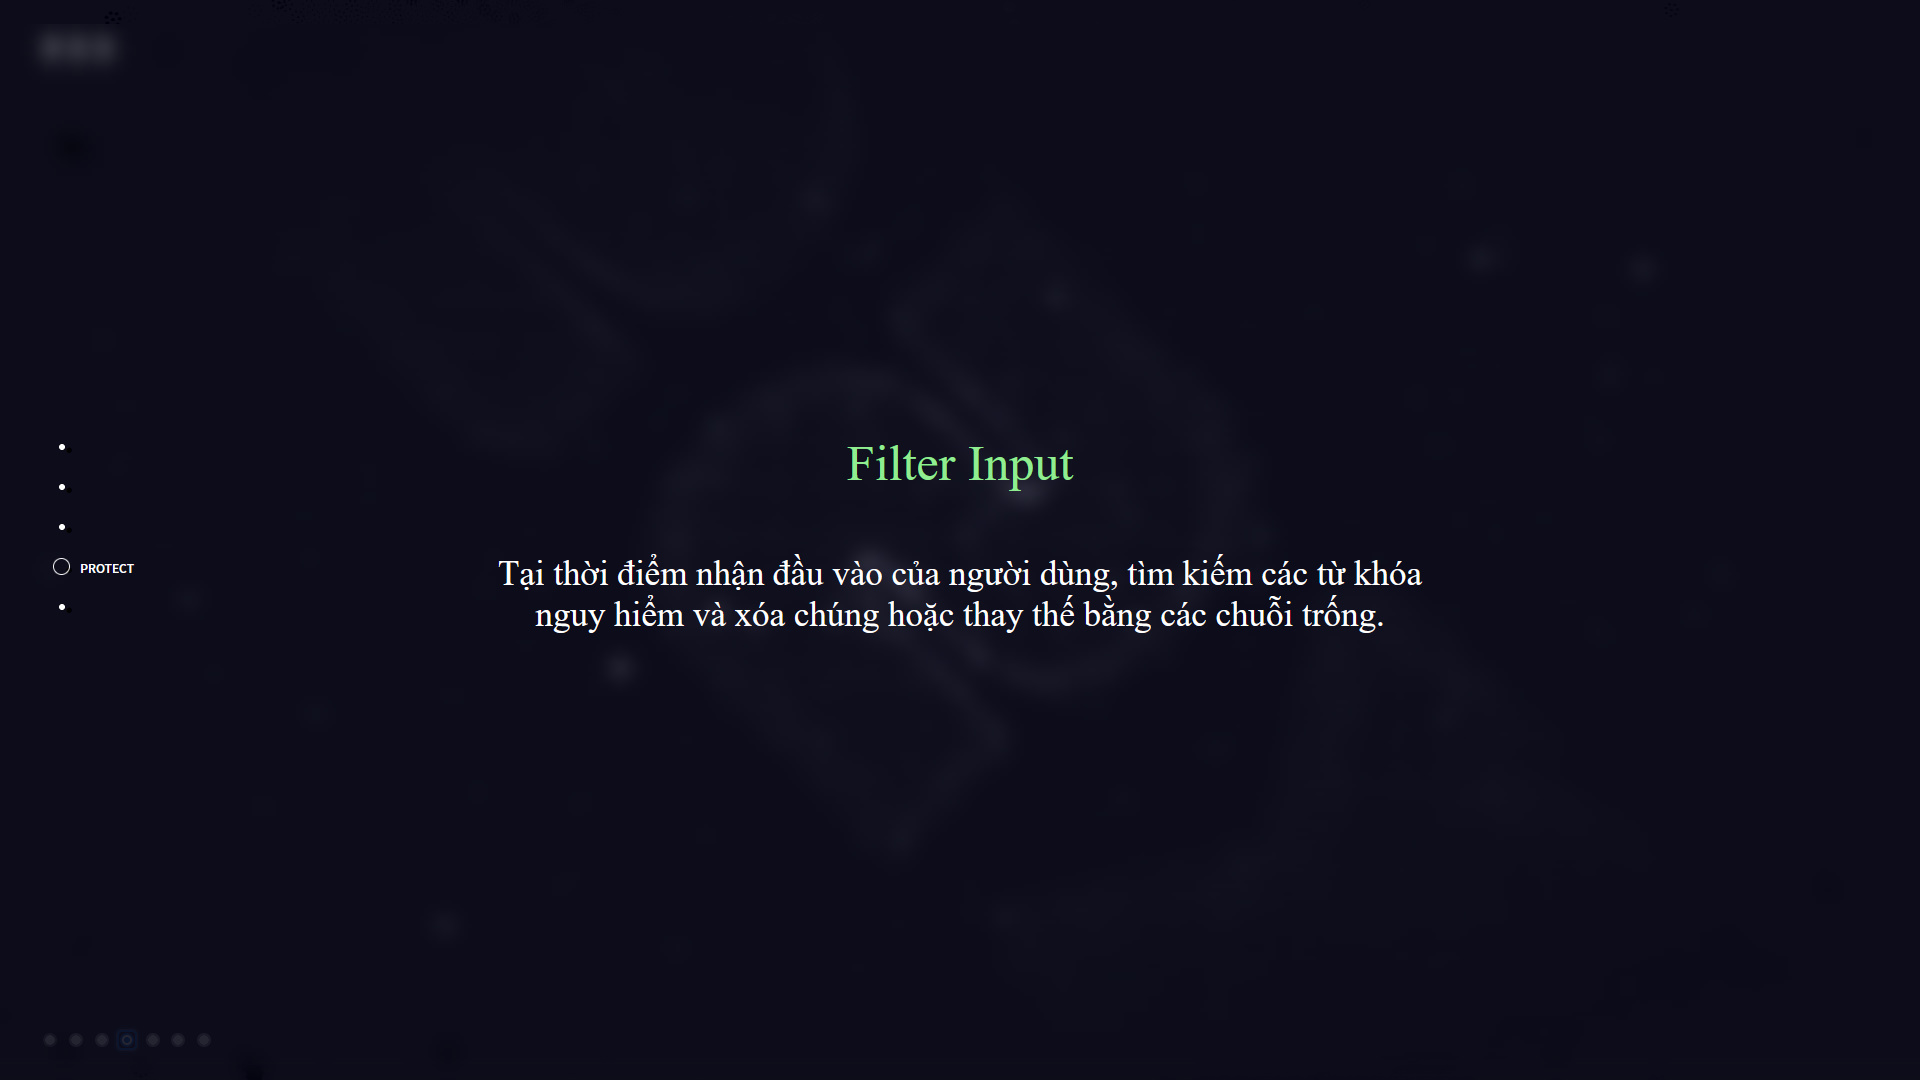 Filter Input
PROTECT
Tại thời điểm nhận đầu vào của người dùng, tìm kiếm các từ khóa
nguy hiểm và xóa chúng hoặc thay thế bằng các chuỗi trống.